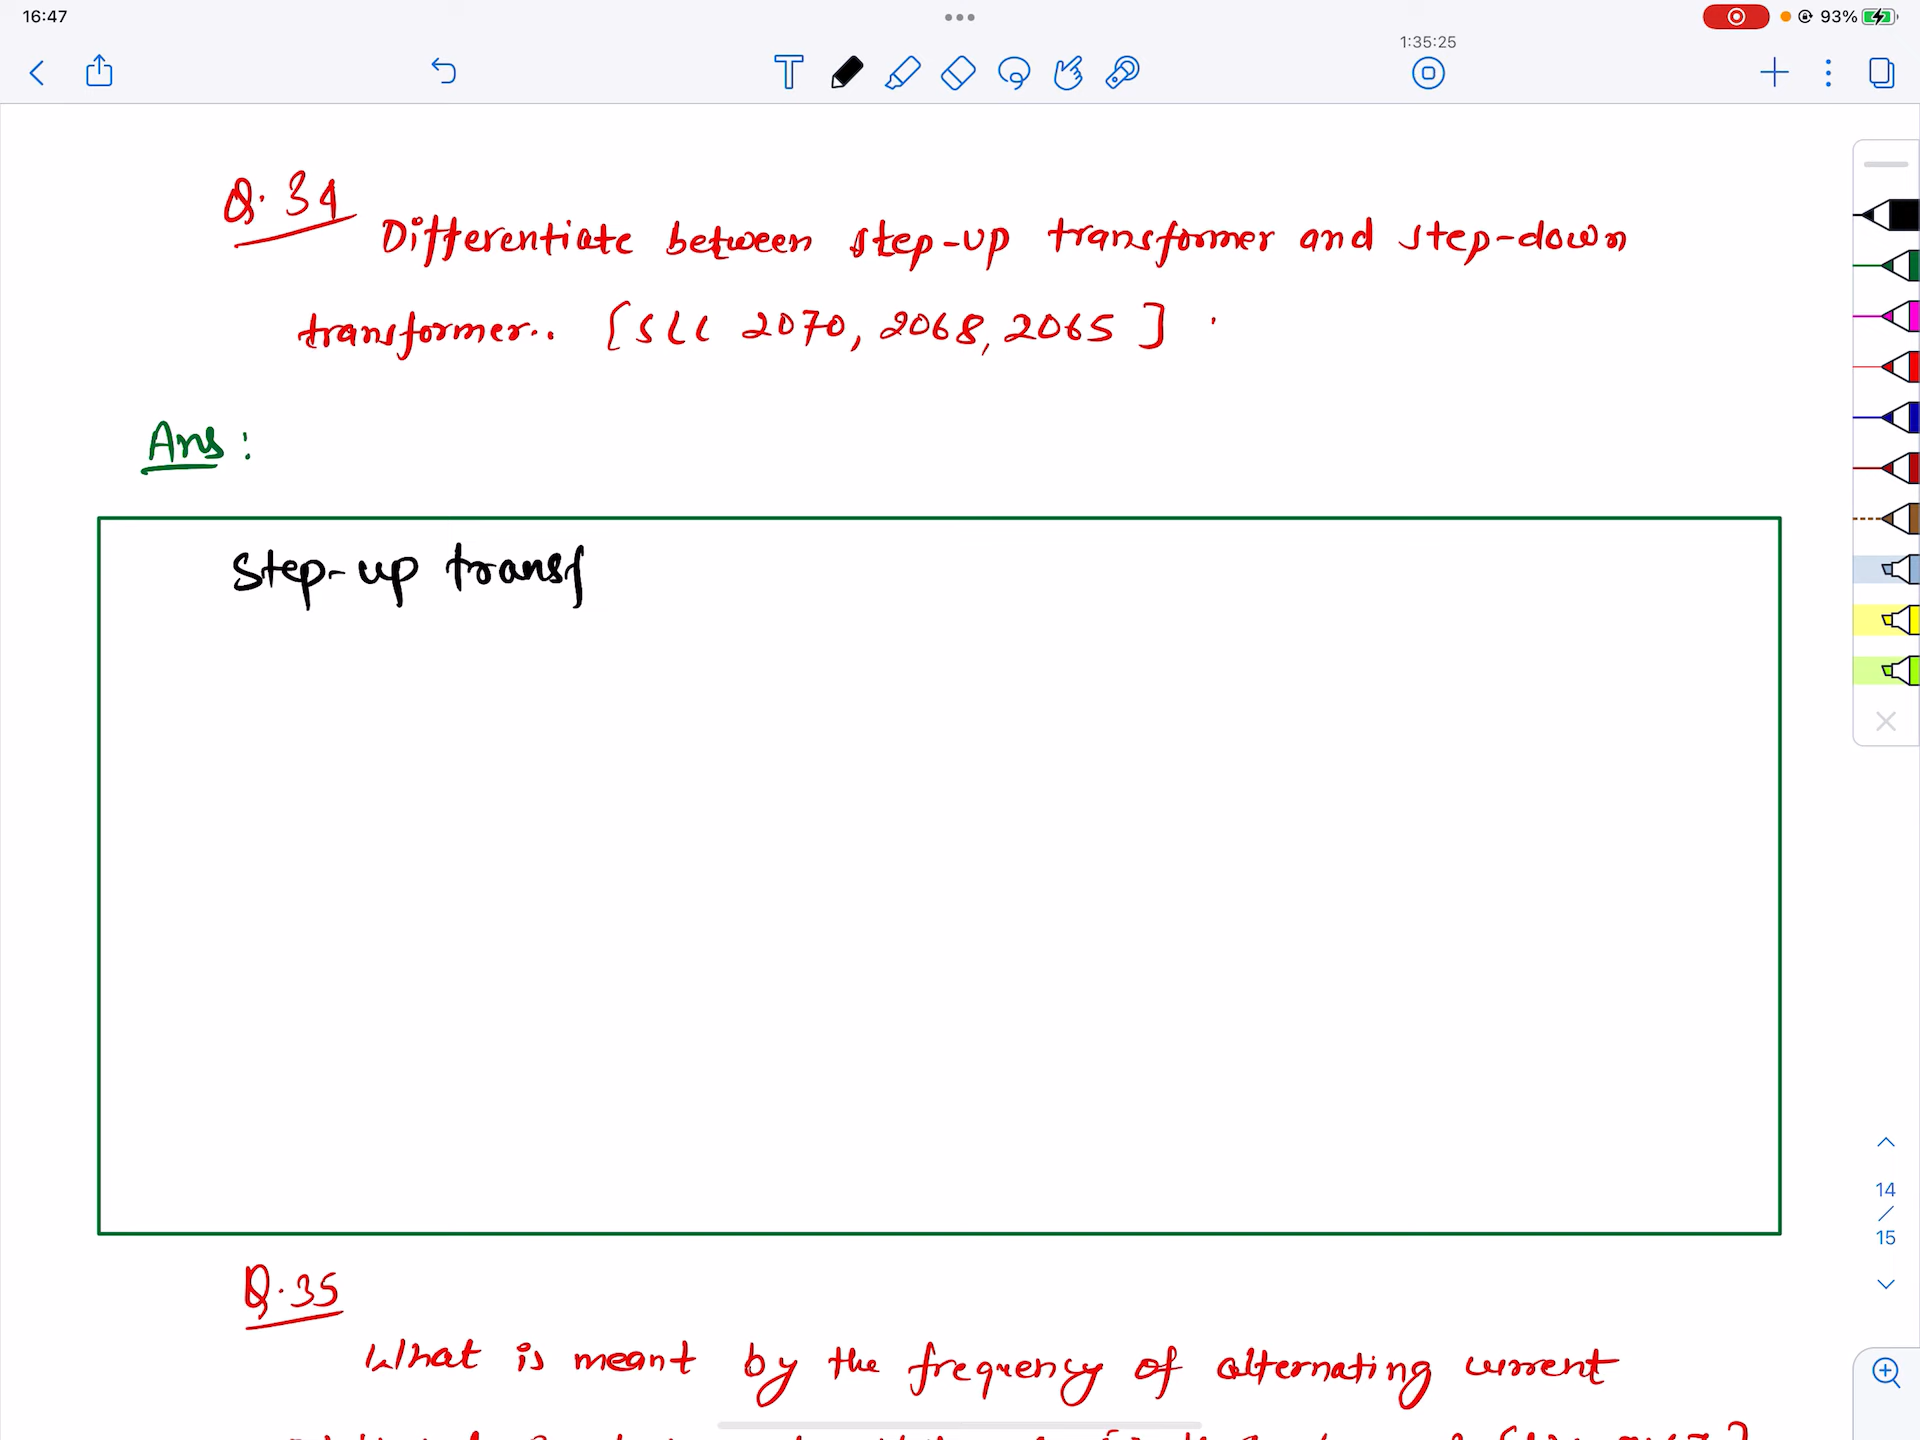 16:47
93%
1:35:25
Q. 34
Differentiate between step-up transformer and step-down
transformer.. [SLC 2070, 2068, 2065]
Ans:
Step-up transf
14
/
15
Q.35
What is meant by the frequency of alternating current